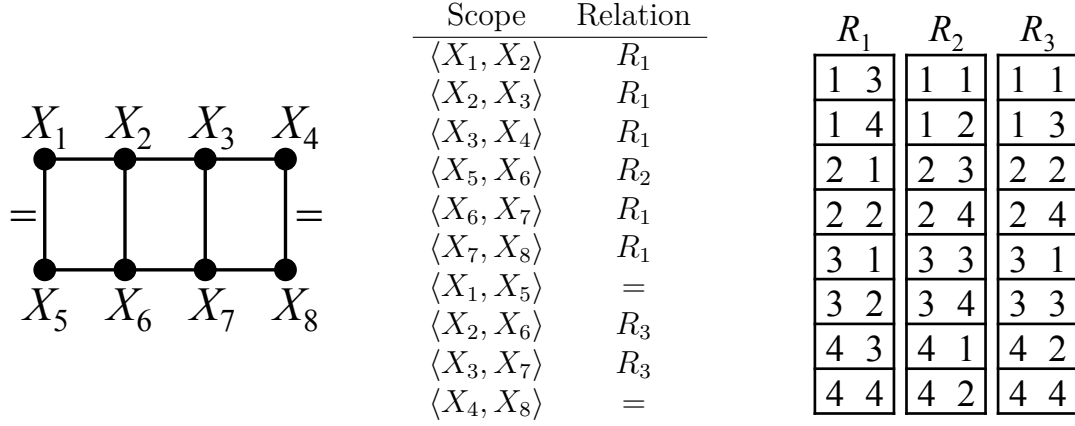 X₁ X₂ X₃ X₄
= =
X₅ X₆ X₇ X₈
Scope Relation
⟨X₁, X₂⟩ R₁
⟨X₂, X₃⟩ R₁
⟨X₃, X₄⟩ R₁
⟨X₅, X₆⟩ R₂
⟨X₆, X₇⟩ R₁
⟨X₇, X₈⟩ R₁
⟨X₁, X₅⟩ =
⟨X₂, X₆⟩ R₃
⟨X₃, X₇⟩ R₃
⟨X₄, X₈⟩ =
R₁ R₂ R₃
1 3 1 1 1 1
1 4 1 2 1 3
2 1 2 3 2 2
2 2 2 4 2 4
3 1 3 3 3 1
3 2 3 4 3 3
4 3 4 1 4 2
4 4 4 2 4 4